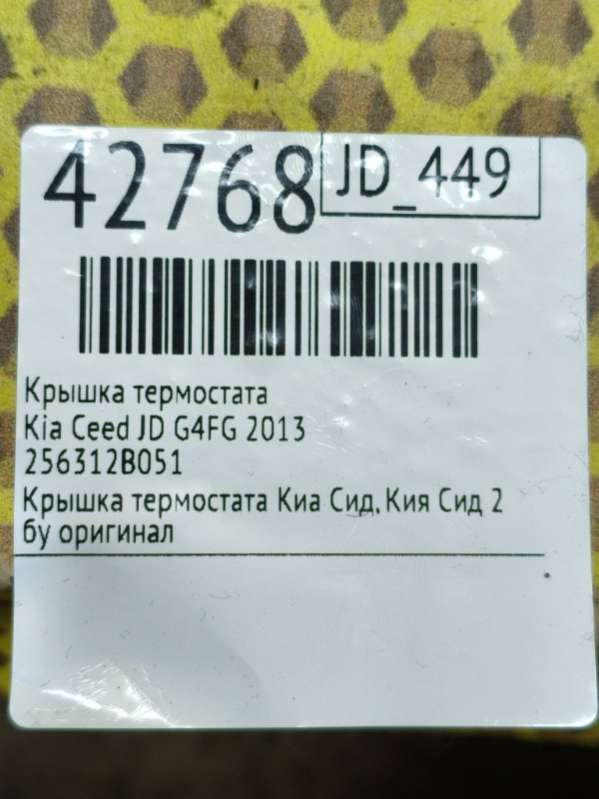 42768
JD_449
Крышка термостата
Kia Ceed JD G4FG 2013
256312B051
Крышка термостата Киа Сид,Кия Сид 2
бу оригинал